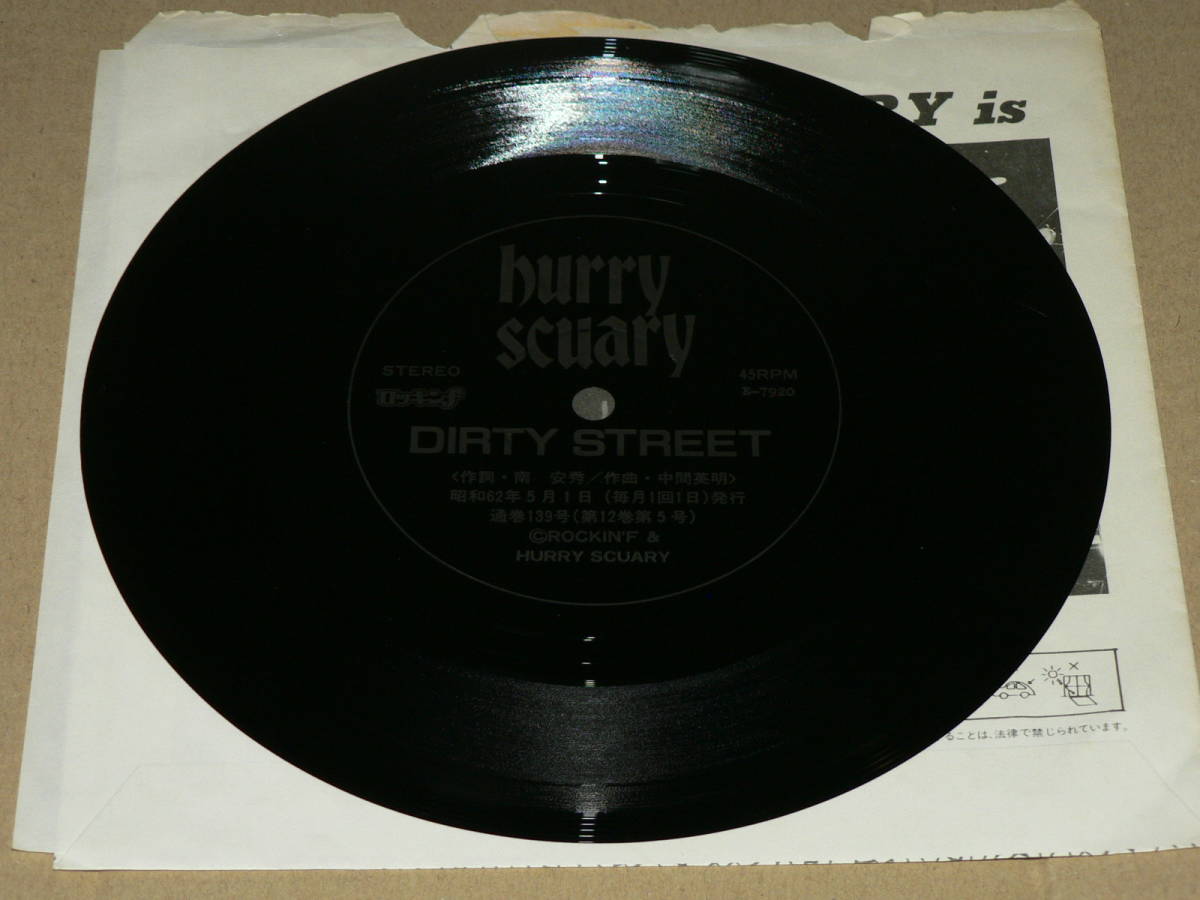 RY is
hurry
scuary
STEREO
45RPM
ロッキンf
E-7920
DIRTY STREET
<作詞・南 安秀/作曲・中間英明>
昭和62年5月1日(毎月1回1日)発行
通巻139号(第12巻第5号)
©ROCKIN'F &
HURRY SCUARY
ることは、法律で禁じられています。